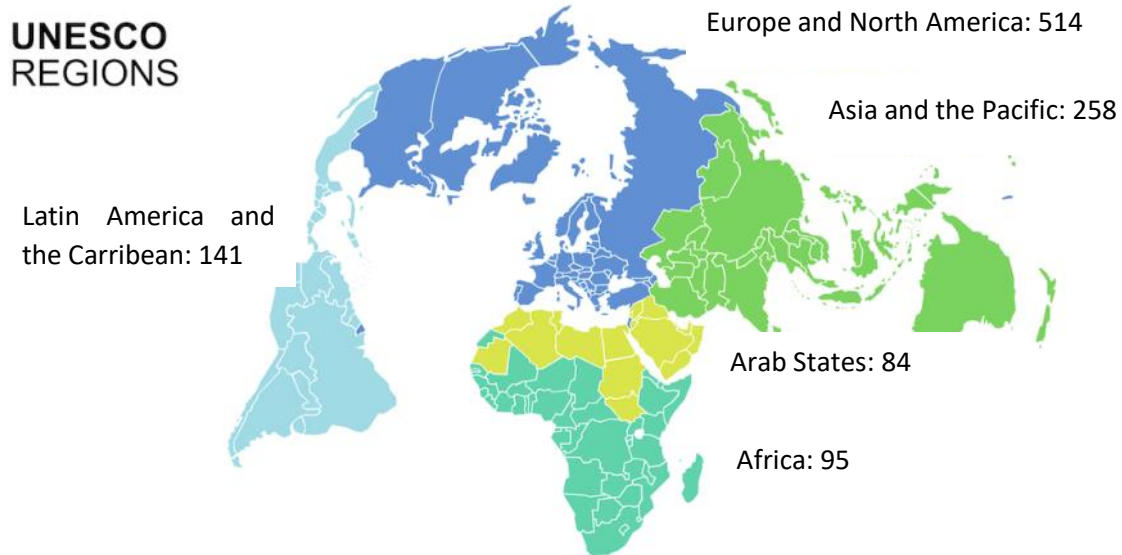 UNESCO
REGIONS
Europe and North America: 514
Asia and the Pacific: 258
Latin America and
the Carribean: 141
Arab States: 84
Africa: 95